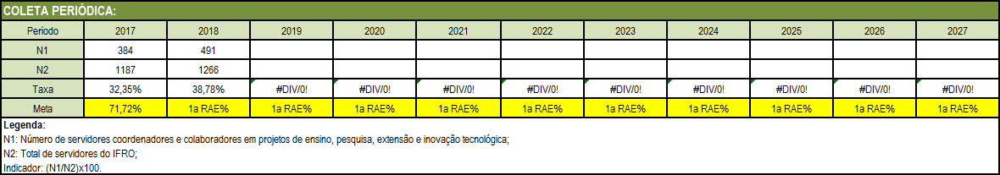 COLETA PERIÓDICA:
Período 2017 2018 2019 2020 2021 2022 2023 2024 2025 2026 2027
N1 384 491
N2 1187 1266
Taxa 32,35% 38,78% #DIV/0! #DIV/0! #DIV/0! #DIV/0! #DIV/0! #DIV/0! #DIV/0! #DIV/0! #DIV/0!
Meta 71,72% 1a RAE% 1a RAE% 1a RAE% 1a RAE% 1a RAE% 1a RAE% 1a RAE% 1a RAE% 1a RAE% 1a RAE%
Legenda:
N1: Número de servidores coordenadores e colaboradores em projetos de ensino, pesquisa, extensão e inovação tecnológica;
N2: Total de servidores do IFRO;
Indicador: (N1/N2)x100.